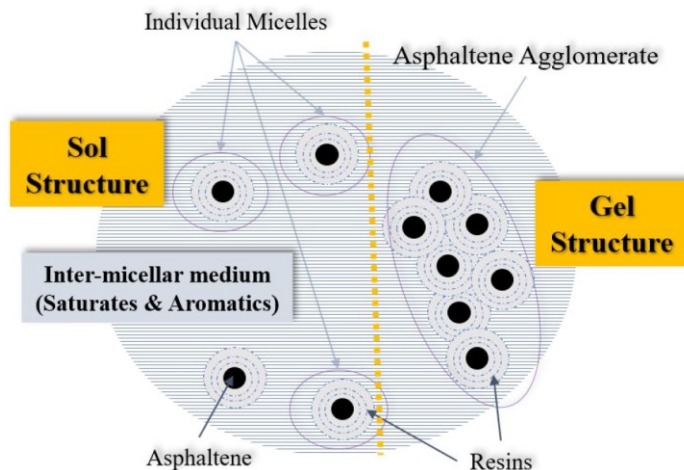 Individual Micelles
Asphaltene Agglomerate
Sol
Structure
Gel
Structure
Inter-micellar medium
(Saturates & Aromatics)
Asphaltene
Resins